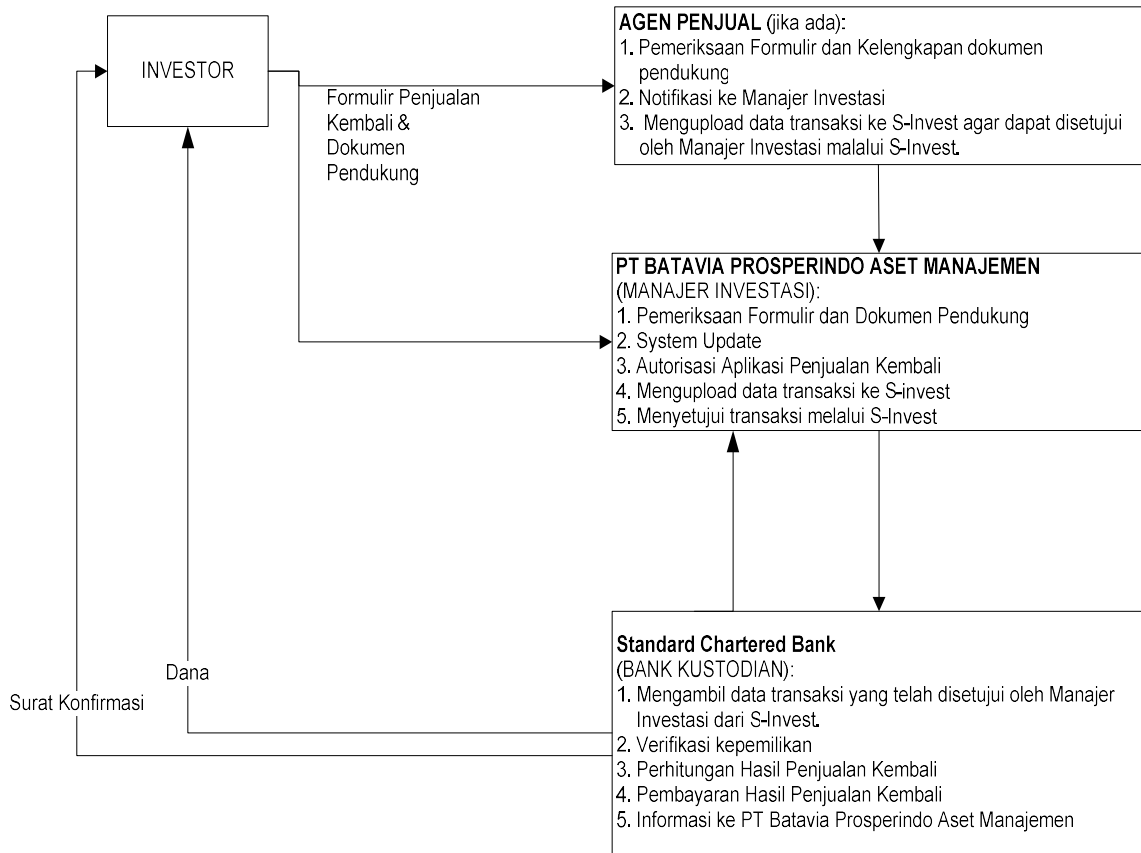 INVESTOR
Formulir Penjualan
Kembali &
Dokumen
Pendukung
AGEN PENJUAL (jika ada):
1. Pemeriksaan Formulir dan Kelengkapan dokumen
pendukung
2. Notifikasi ke Manajer Investasi
3. Mengupload data transaksi ke S-Invest agar dapat disetujui
oleh Manajer Investasi malalui S-Invest.
PT BATAVIA PROSPERINDO ASET MANAJEMEN
(MANAJER INVESTASI):
1. Pemeriksaan Formulir dan Dokumen Pendukung
2. System Update
3. Autorisasi Aplikasi Penjualan Kembali
4. Mengupload data transaksi ke S-invest
5. Menyetujui transaksi melalui S-Invest
Standard Chartered Bank
(BANK KUSTODIAN):
1. Mengambil data transaksi yang telah disetujui oleh Manajer
Investasi dari S-Invest.
2. Verifikasi kepemilikan
3. Perhitungan Hasil Penjualan Kembali
4. Pembayaran Hasil Penjualan Kembali
5. Informasi ke PT Batavia Prosperindo Aset Manajemen
Dana
Surat Konfirmasi